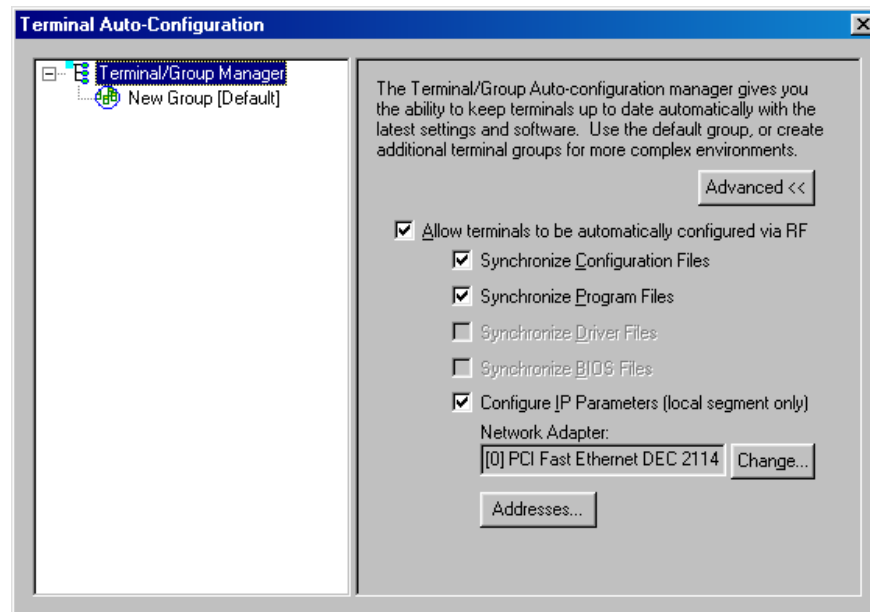 Terminal Auto-Configuration
Terminal/Group Manager
New Group [Default]
The Terminal/Group Auto-configuration manager gives you
the ability to keep terminals up to date automatically with the
latest settings and software. Use the default group, or create
additional terminal groups for more complex environments.
Advanced <<
Allow terminals to be automatically configured via RF
Synchronize Configuration Files
Synchronize Program Files
Synchronize Driver Files
Synchronize BIOS Files
Configure IP Parameters (local segment only)
Network Adapter:
[0] PCI Fast Ethernet DEC 2114
Change...
Addresses...